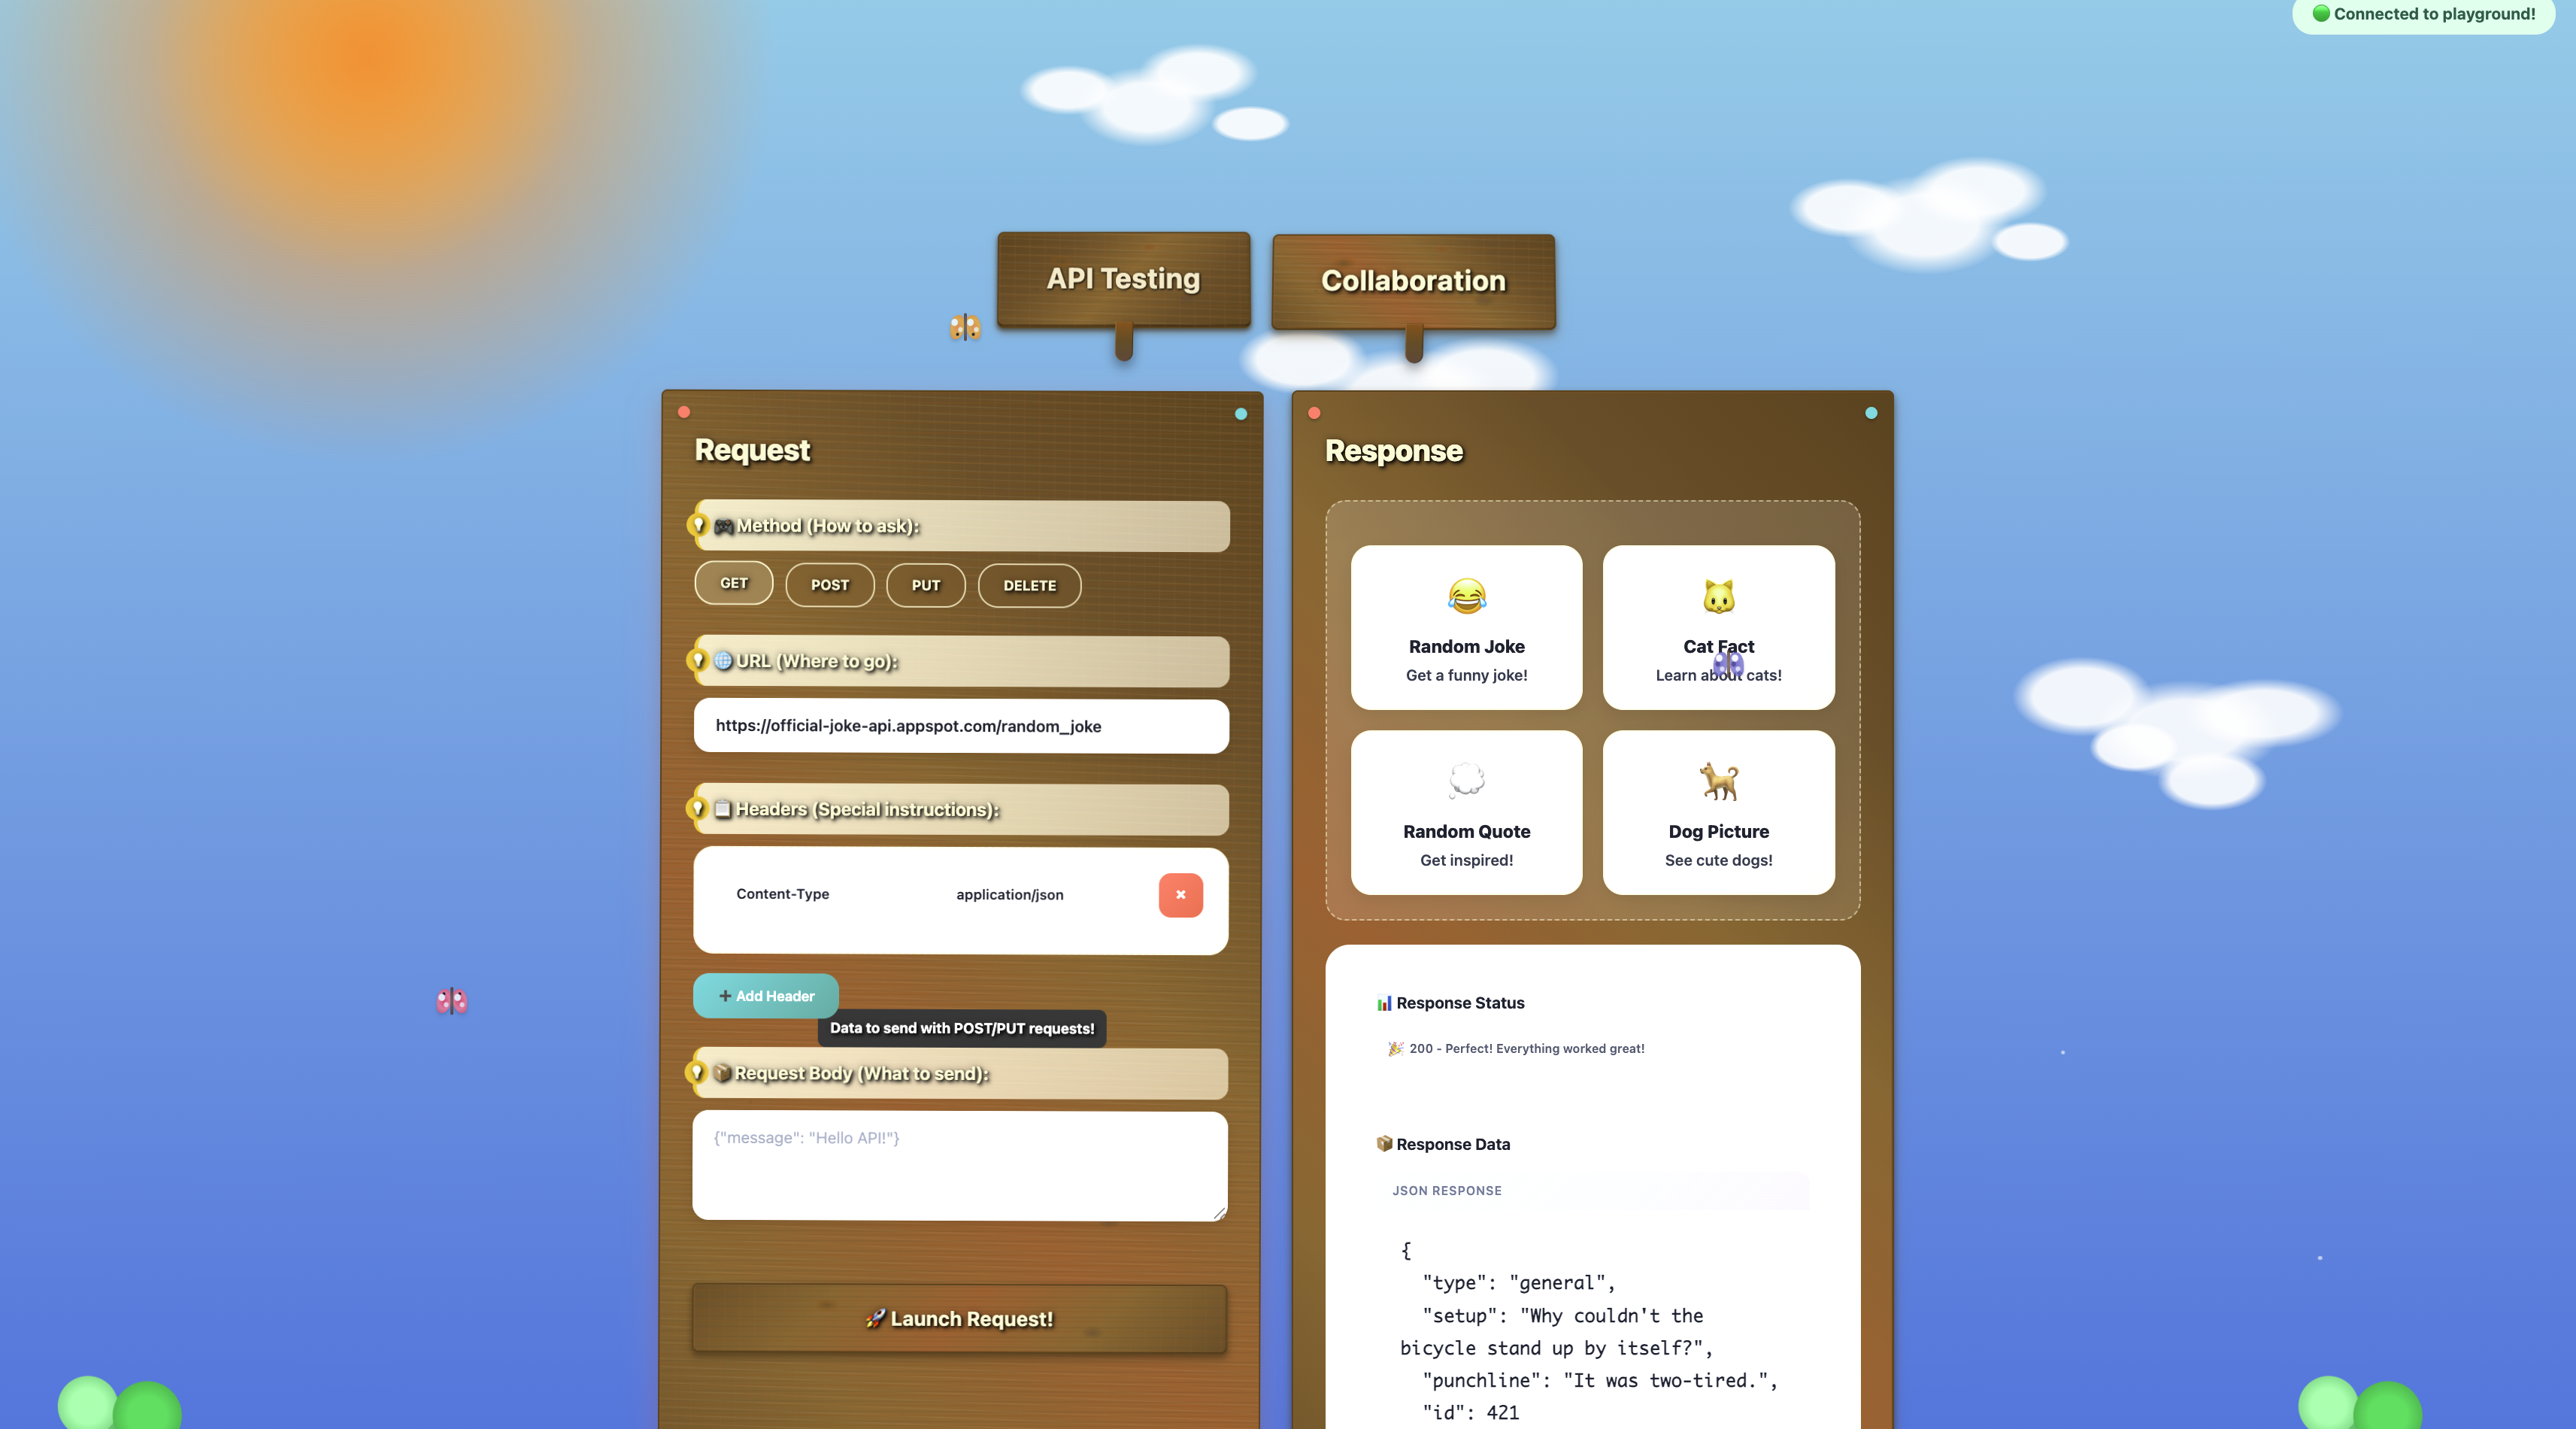 🟢 Connected to playground!
API Testing
Collaboration
Request
🎮 Method (How to ask):
GET
POST
PUT
DELETE
🌐 URL (Where to go):
https://official-joke-api.appspot.com/random_joke
📋 Headers (Special instructions):
Content-Type
application/json
✖
➕ Add Header
Data to send with POST/PUT requests!
📦 Request Body (What to send):
{"message": "Hello API!"}
🚀 Launch Request!
Response
Random Joke
Get a funny joke!
Cat Fact
Learn about cats!
Random Quote
Get inspired!
Dog Picture
See cute dogs!
📊 Response Status
🎉 200 - Perfect! Everything worked great!
📦 Response Data
JSON RESPONSE
{
"type": "general",
"setup": "Why couldn't the
bicycle stand up by itself?",
"punchline": "It was two-tired.",
"id": 421